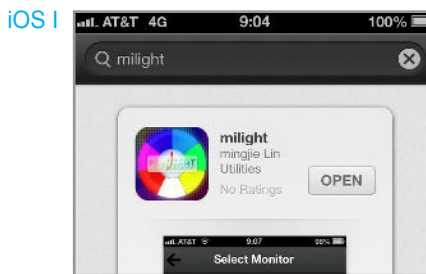 iOS I
AT&T 4G 9:04 100%
milight
milight
mingjie Lin
Utilities
No Ratings
OPEN
AT&T 9:07 98%
Select Monitor